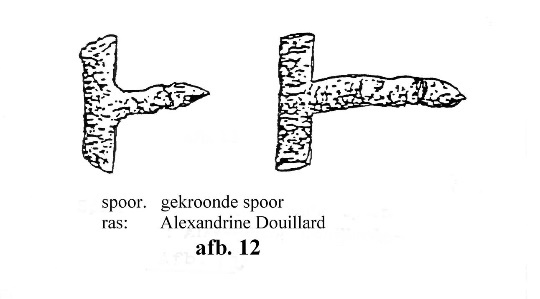 spoor. gekroonde spoor
ras: Alexandrine Douillard
afb. 12